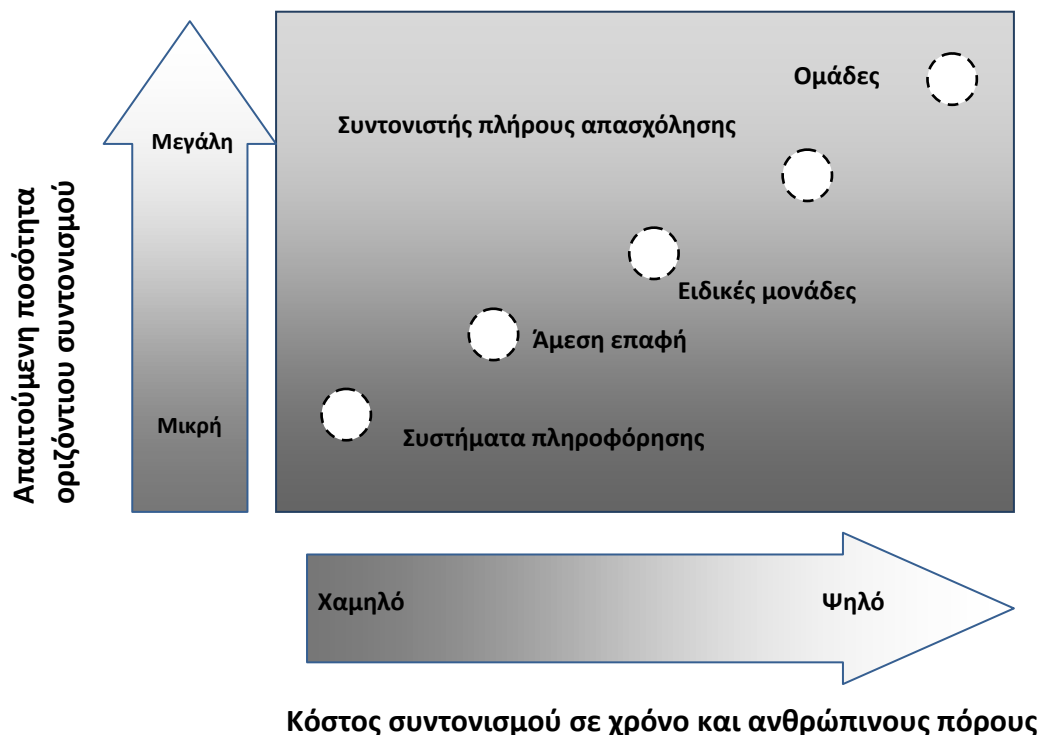 Ομάδες
Συντονιστής πλήρους απασχόλησης
Μεγάλη
Απαιτούμενη ποσότητα
οριζόντιου συντονισμού
Ειδικές μονάδες
Άμεση επαφή
Μικρή
Συστήματα πληροφόρησης
Χαμηλό
Ψηλό
Κόστος συντονισμού σε χρόνο και ανθρώπινους πόρους